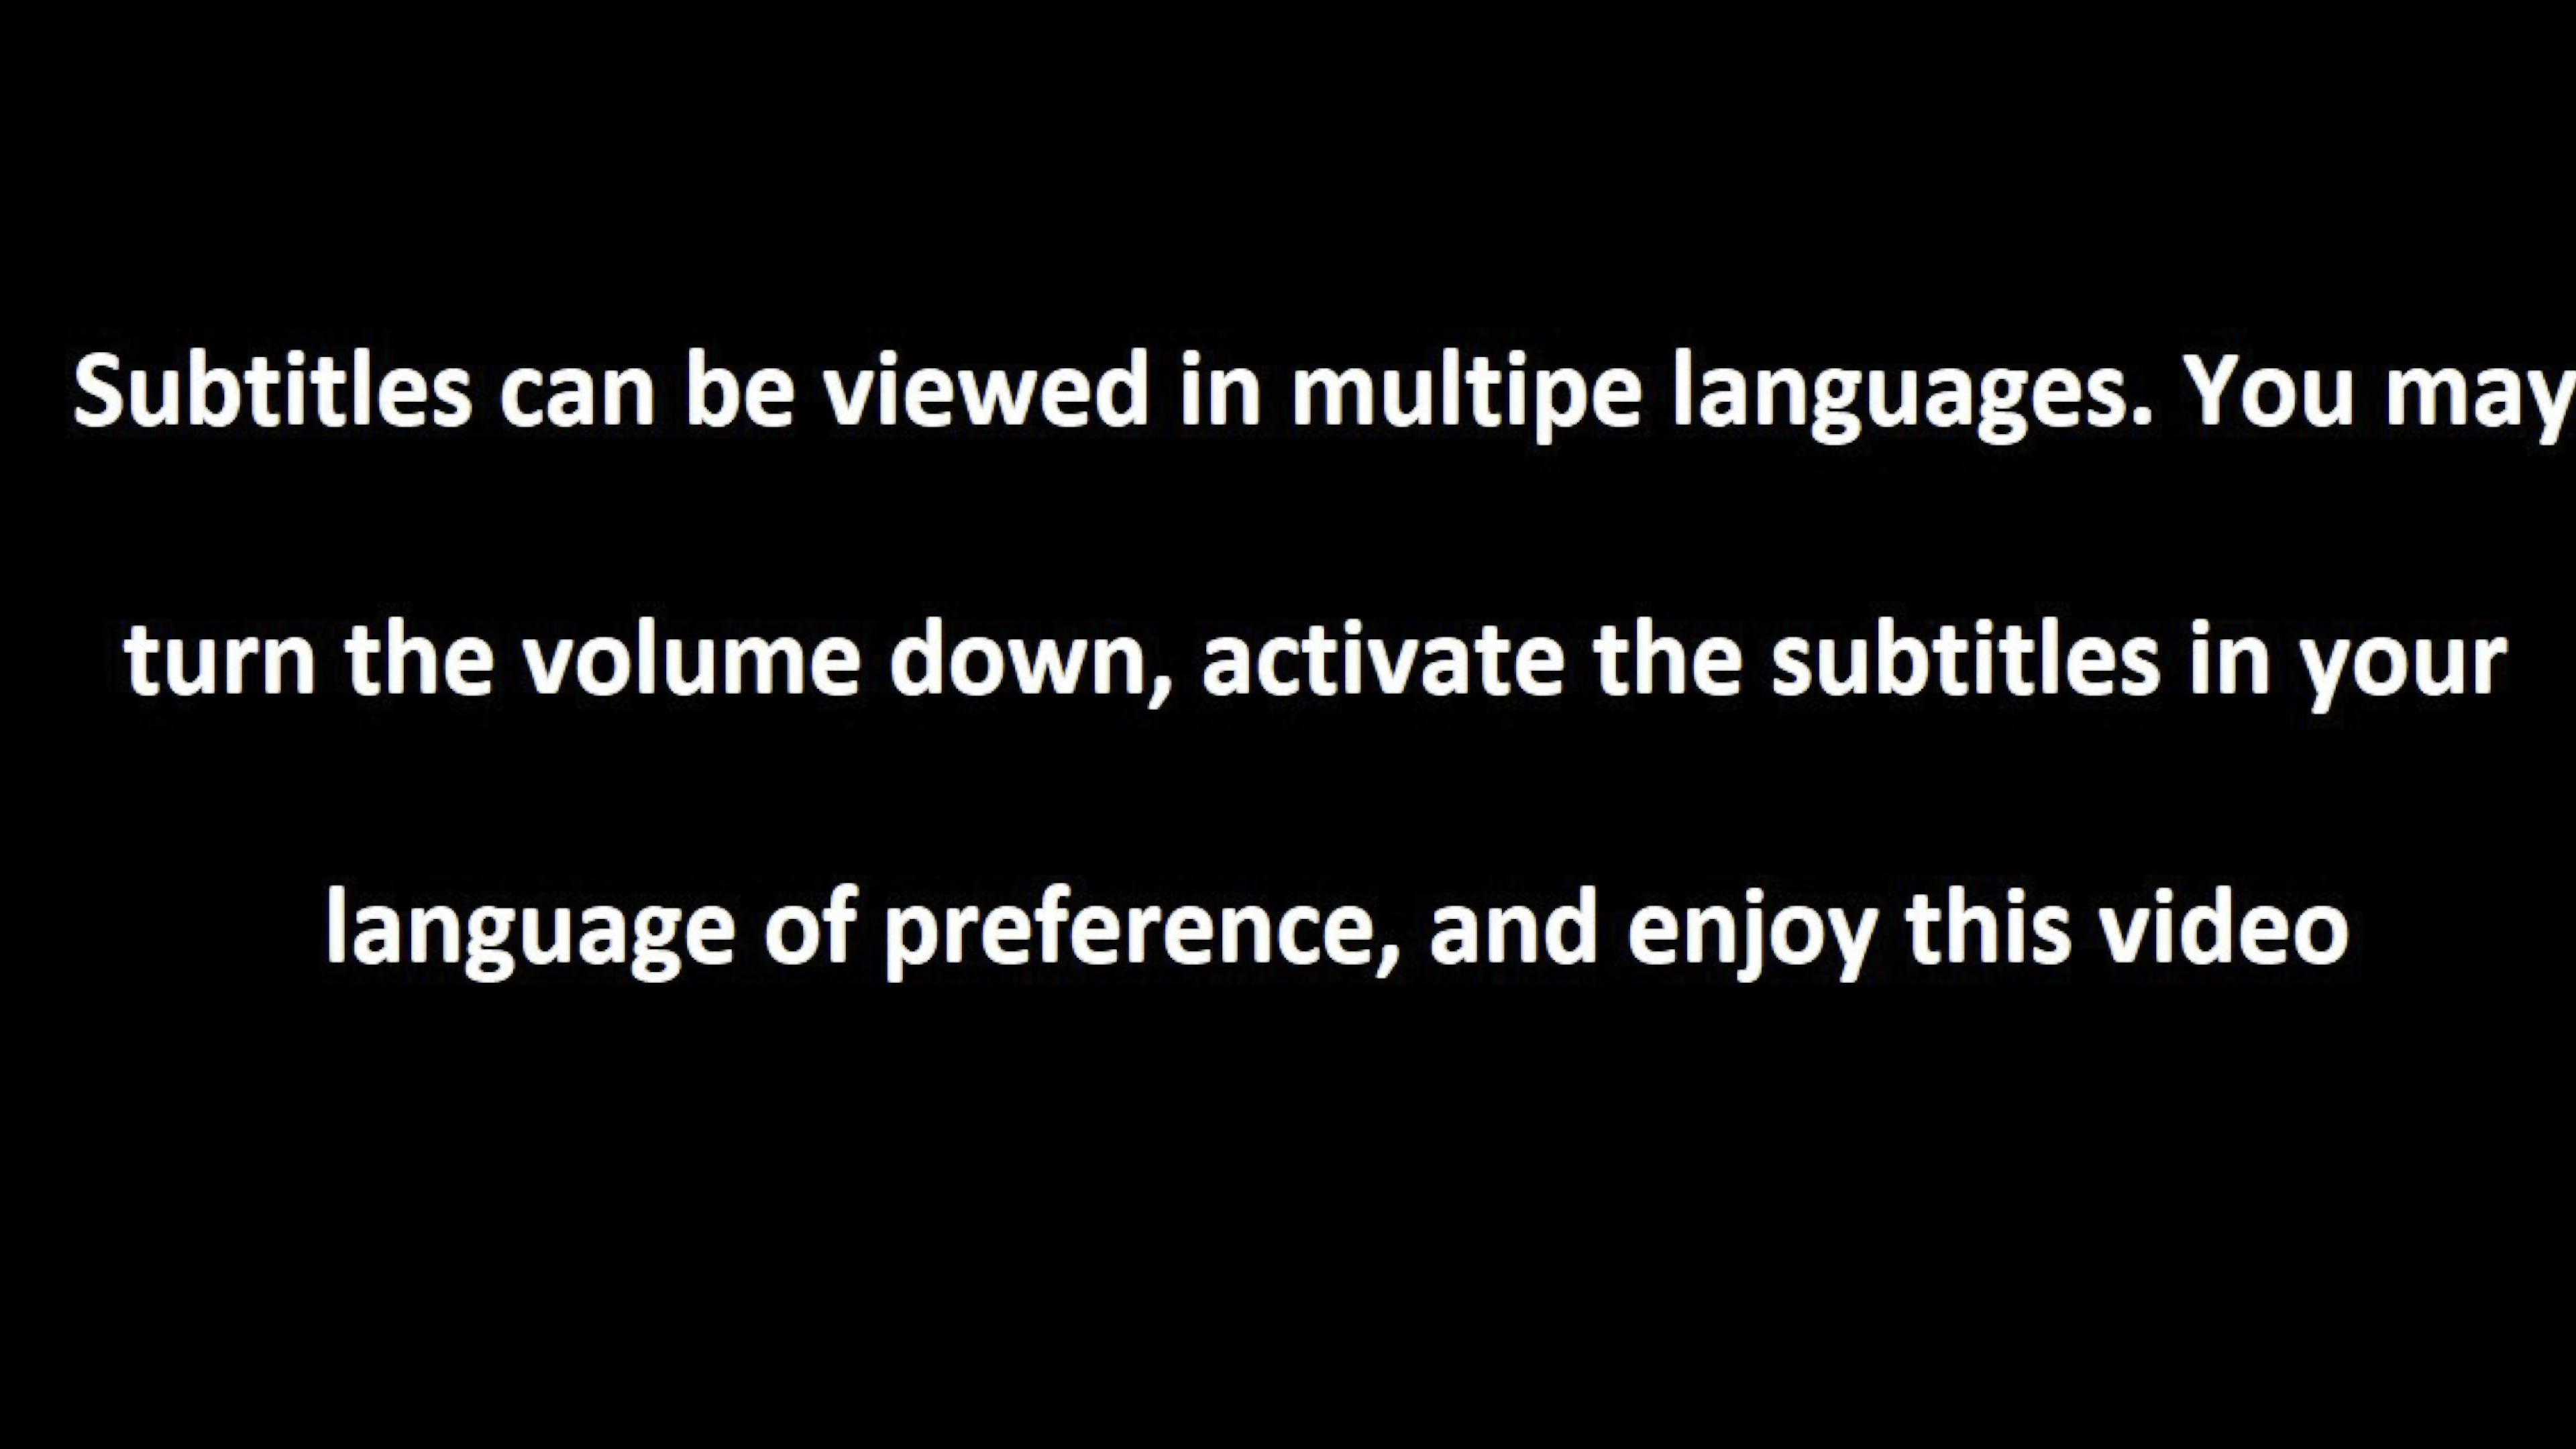 Subtitles can be viewed in multipe languages. You may
turn the volume down, activate the subtitles in your
language of preference, and enjoy this video